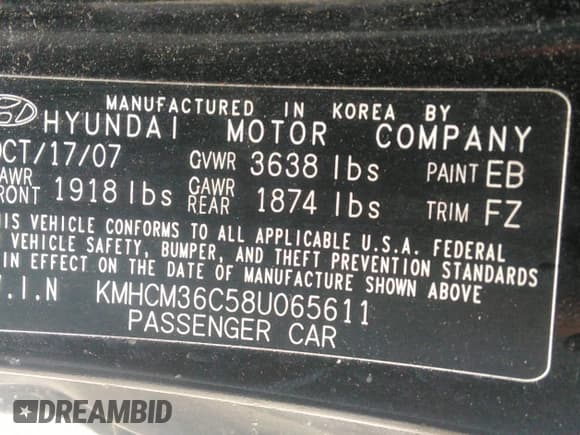 MANUFACTURED IN KOREA BY
HYUNDAI MOTOR COMPANY
OCT/17/07 GVWR 3638 lbs PAINT EB
GAWR FRONT 1918 lbs GAWR REAR 1874 lbs TRIM FZ
THIS VEHICLE CONFORMS TO ALL APPLICABLE U.S.A. FEDERAL
VEHICLE SAFETY, BUMPER, AND THEFT PREVENTION STANDARDS
IN EFFECT ON THE DATE OF MANUFACTURE SHOWN ABOVE
V.I.N KMHCM36C58U065611
PASSENGER CAR
DREAMBID